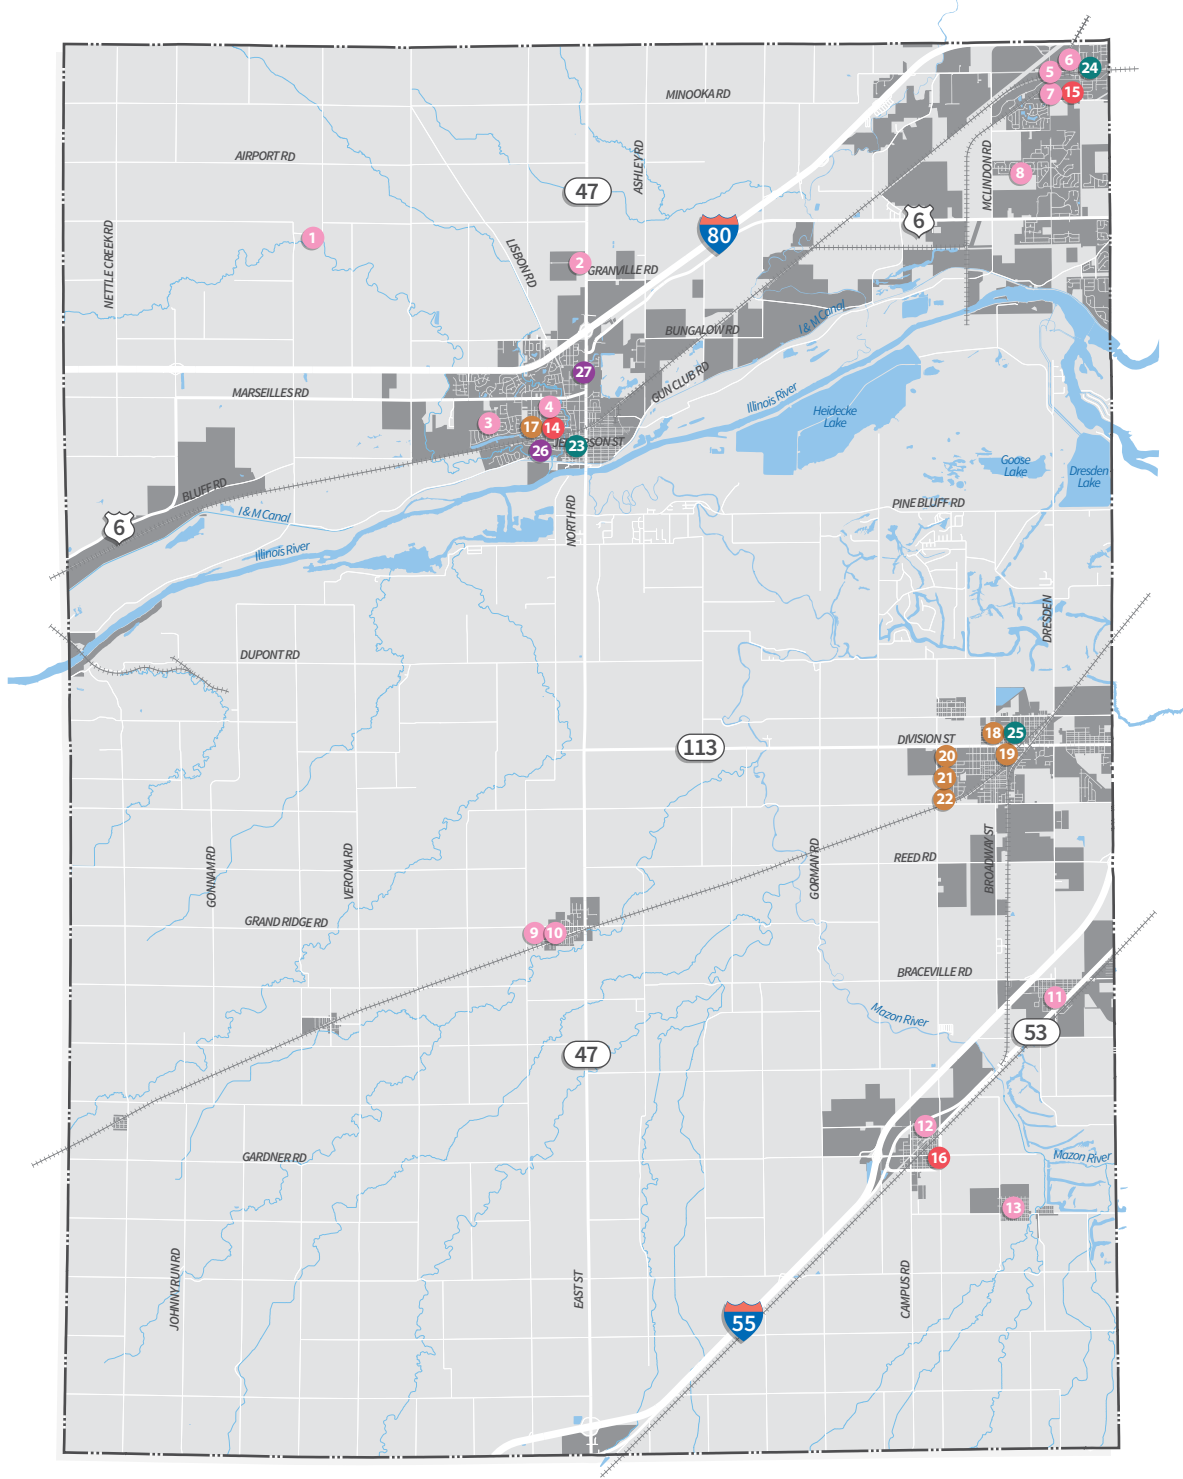 6
5
24
7
15
MINOOKA RD
AIRPORT RD
ASHLEY RD
MCLINDON RD
8
47
6
80
NETTLE CREEK RD
1
LISBON RD
2
GRANVILLE RD
I & M Canal
BUNGALOW RD
27
GUN CLUB RD
MARSEILLES RD
Illinois River
4
3
17
14
Heidecke
Lake
JEFFERSON ST
26
23
Goose
Lake
Dresden
Lake
BLUFF RD
6
I & M Canal
NORTH RD
PINE BLUFF RD
Illinois River
DRESDEN
DUPONT RD
18
25
113
DIVISION ST
20
19
21
22
GONNAM RD
VERONA RD
GORMAN RD
REED RD
BROADWAY ST
GRAND RIDGE RD
9
10
BRACEVILLE RD
11
Mazon River
53
47
12
GARDNER RD
16
Mazon River
13
JOHNNY RUN RD
EAST ST
CAMPUS RD
55